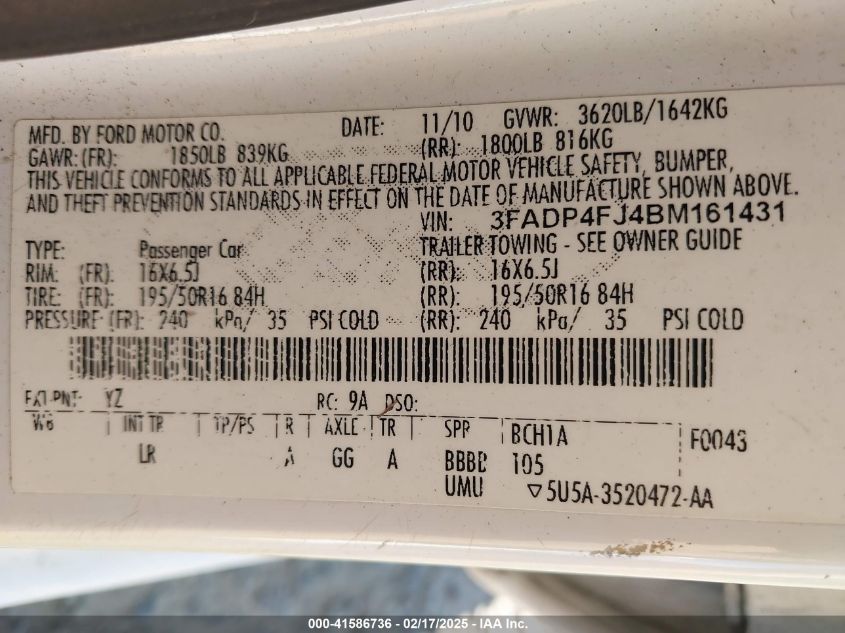 MFD. BY FORD MOTOR CO. DATE: 11/10 GVWR: 3620LB/1642KG
GAWR: (FR): 1850LB 839KG (RR): 1800LB 816KG
THIS VEHICLE CONFORMS TO ALL APPLICABLE FEDERAL MOTOR VEHICLE SAFETY, BUMPER,
AND THEFT PREVENTION STANDARDS IN EFFECT ON THE DATE OF MANUFACTURE SHOWN ABOVE.
VIN: 3FADP4FJ4BM161431
TYPE: Passenger Car TRAILER TOWING - SEE OWNER GUIDE
RIM: (FR): 16X6.5J (RR): 16X6.5J
TIRE: (FR): 195/50R16 84H (RR): 195/50R16 84H
PRESSURE (FR): 240 kPa/ 35 PSI COLD (RR): 240 kPa/ 35 PSI COLD
EXT PNT: YZ RC: 9A DSO:
WB INT TR TP/PS R AXLE TR SPR BCH1A F0043
LR A GG A BBBB 105
UMU ▽5U5A-3520472-AA
000-41586736 - 02/17/2025 - IAA Inc.